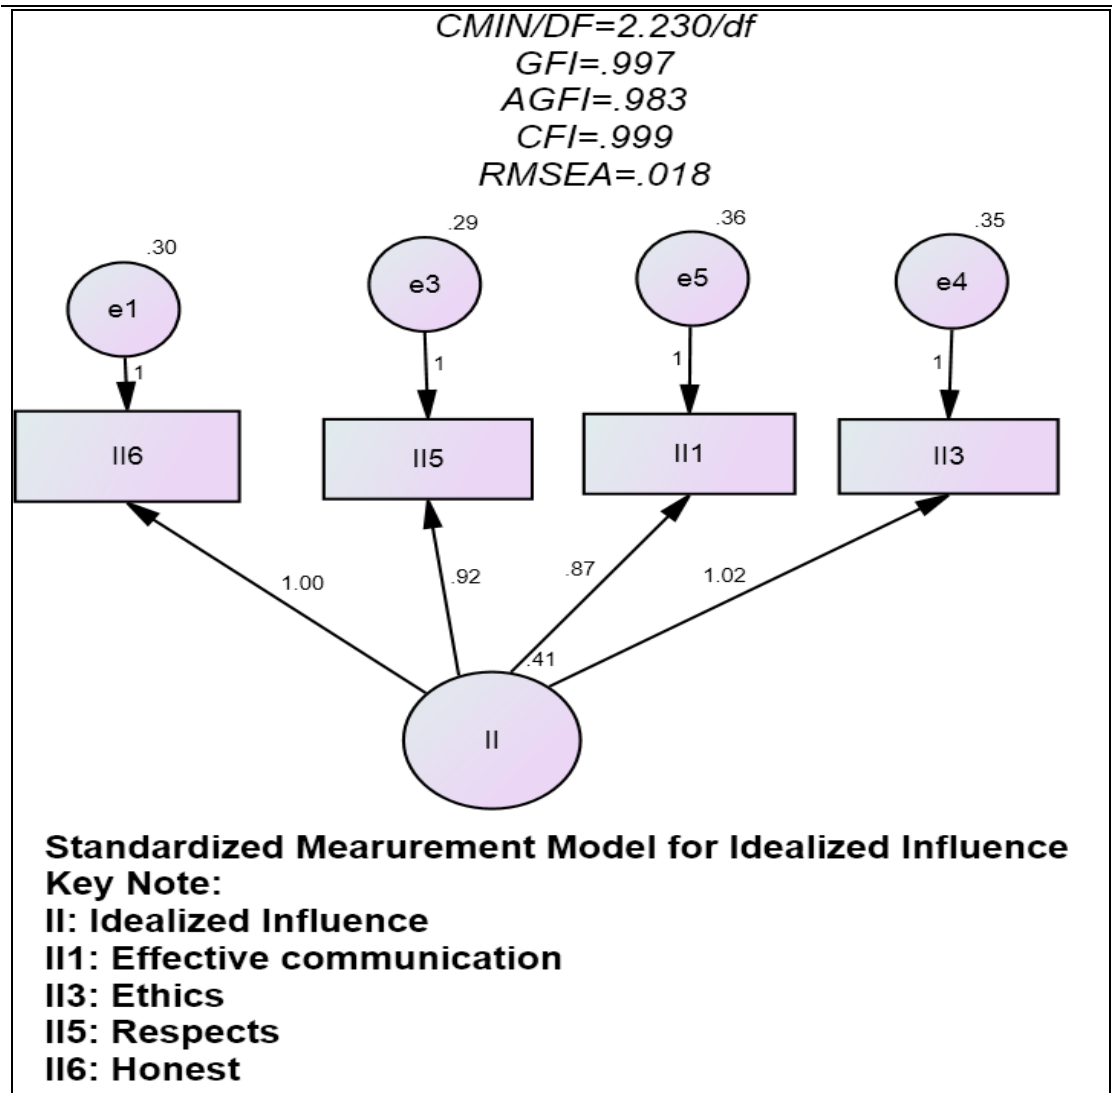 CMIN/DF=2.230/df
GFI=.997
AGFI=.983
CFI=.999
RMSEA=.018
.30
.29
.36
.35
e1
e3
e5
e4
1
1
1
1
II6
II5
II1
II3
1.00
.92
.87
1.02
.41
II
Standardized Mearurement Model for Idealized Influence
Key Note:
II: Idealized Influence
II1: Effective communication
II3: Ethics
II5: Respects
II6: Honest